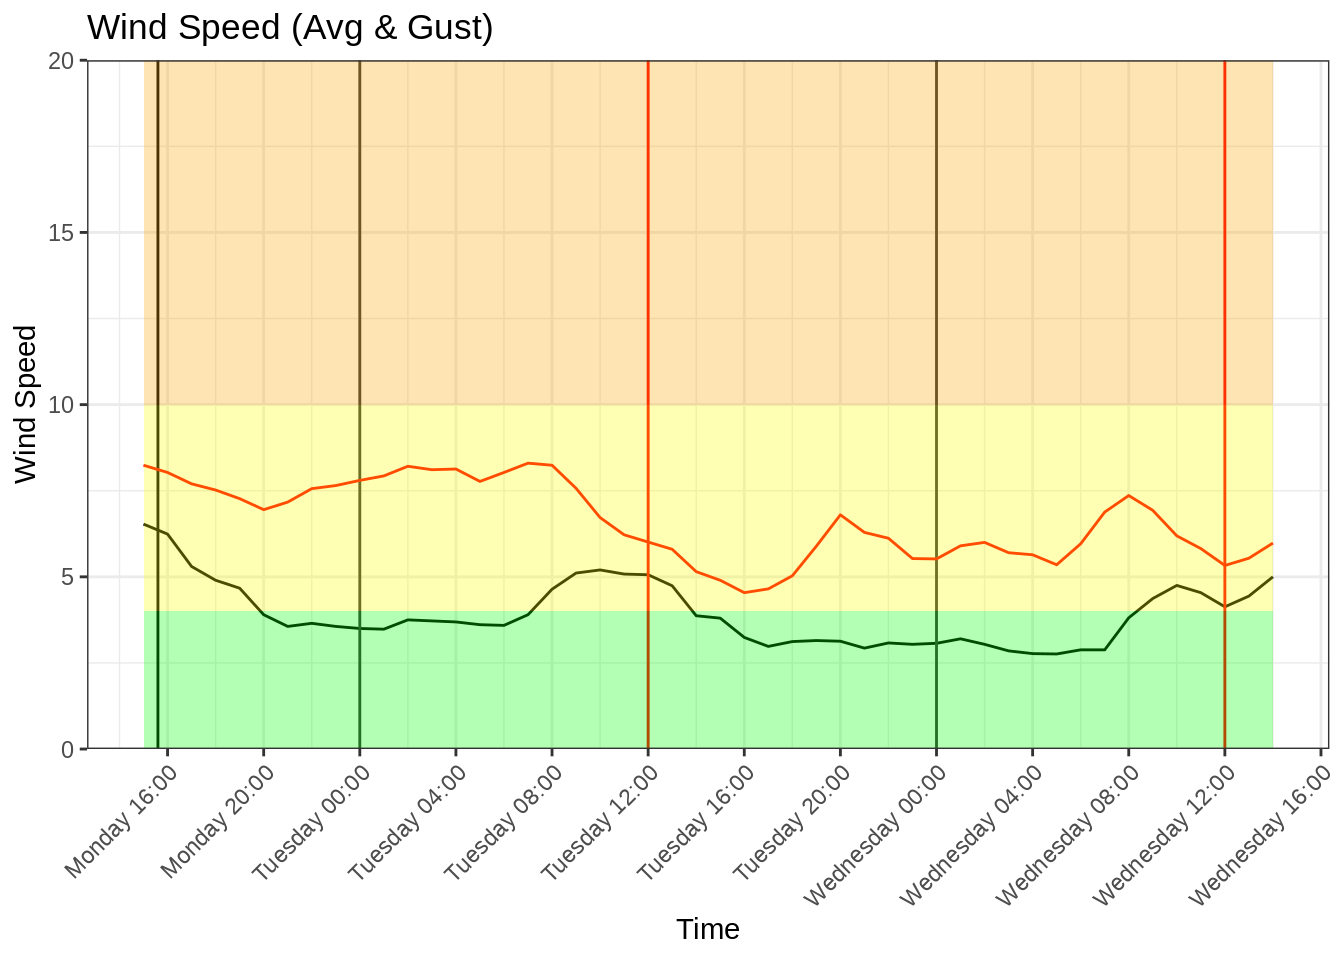 Wind Speed (Avg & Gust)
Wind Speed
20
15
10
5
0
Monday 16:00
Monday 20:00
Tuesday 00:00
Tuesday 04:00
Tuesday 08:00
Tuesday 12:00
Tuesday 16:00
Tuesday 20:00
Wednesday 00:00
Wednesday 04:00
Wednesday 08:00
Wednesday 12:00
Wednesday 16:00
Time